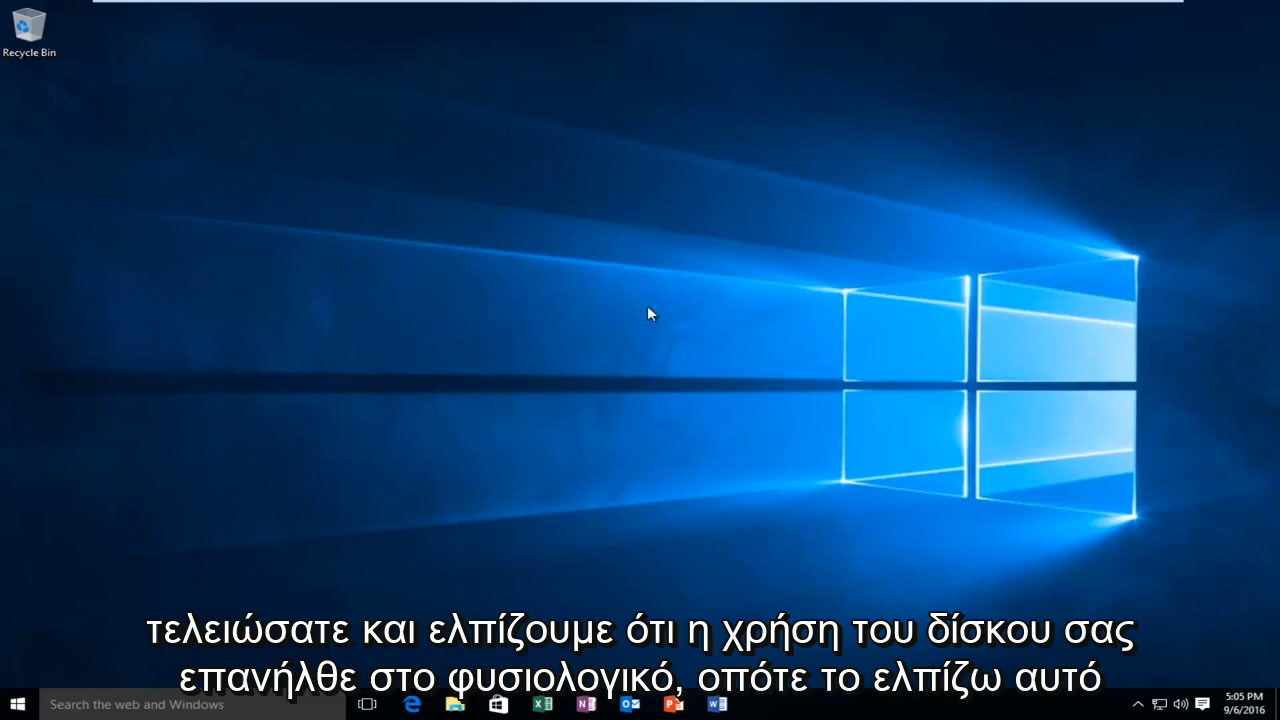 Recycle Bin
τελειώσατε και ελπίζουμε ότι η χρήση του δίσκου σας
επανήλθε στο φυσιολογικό, οπότε το ελπίζω αυτό
Search the web and Windows
5:05 PM
9/6/2016